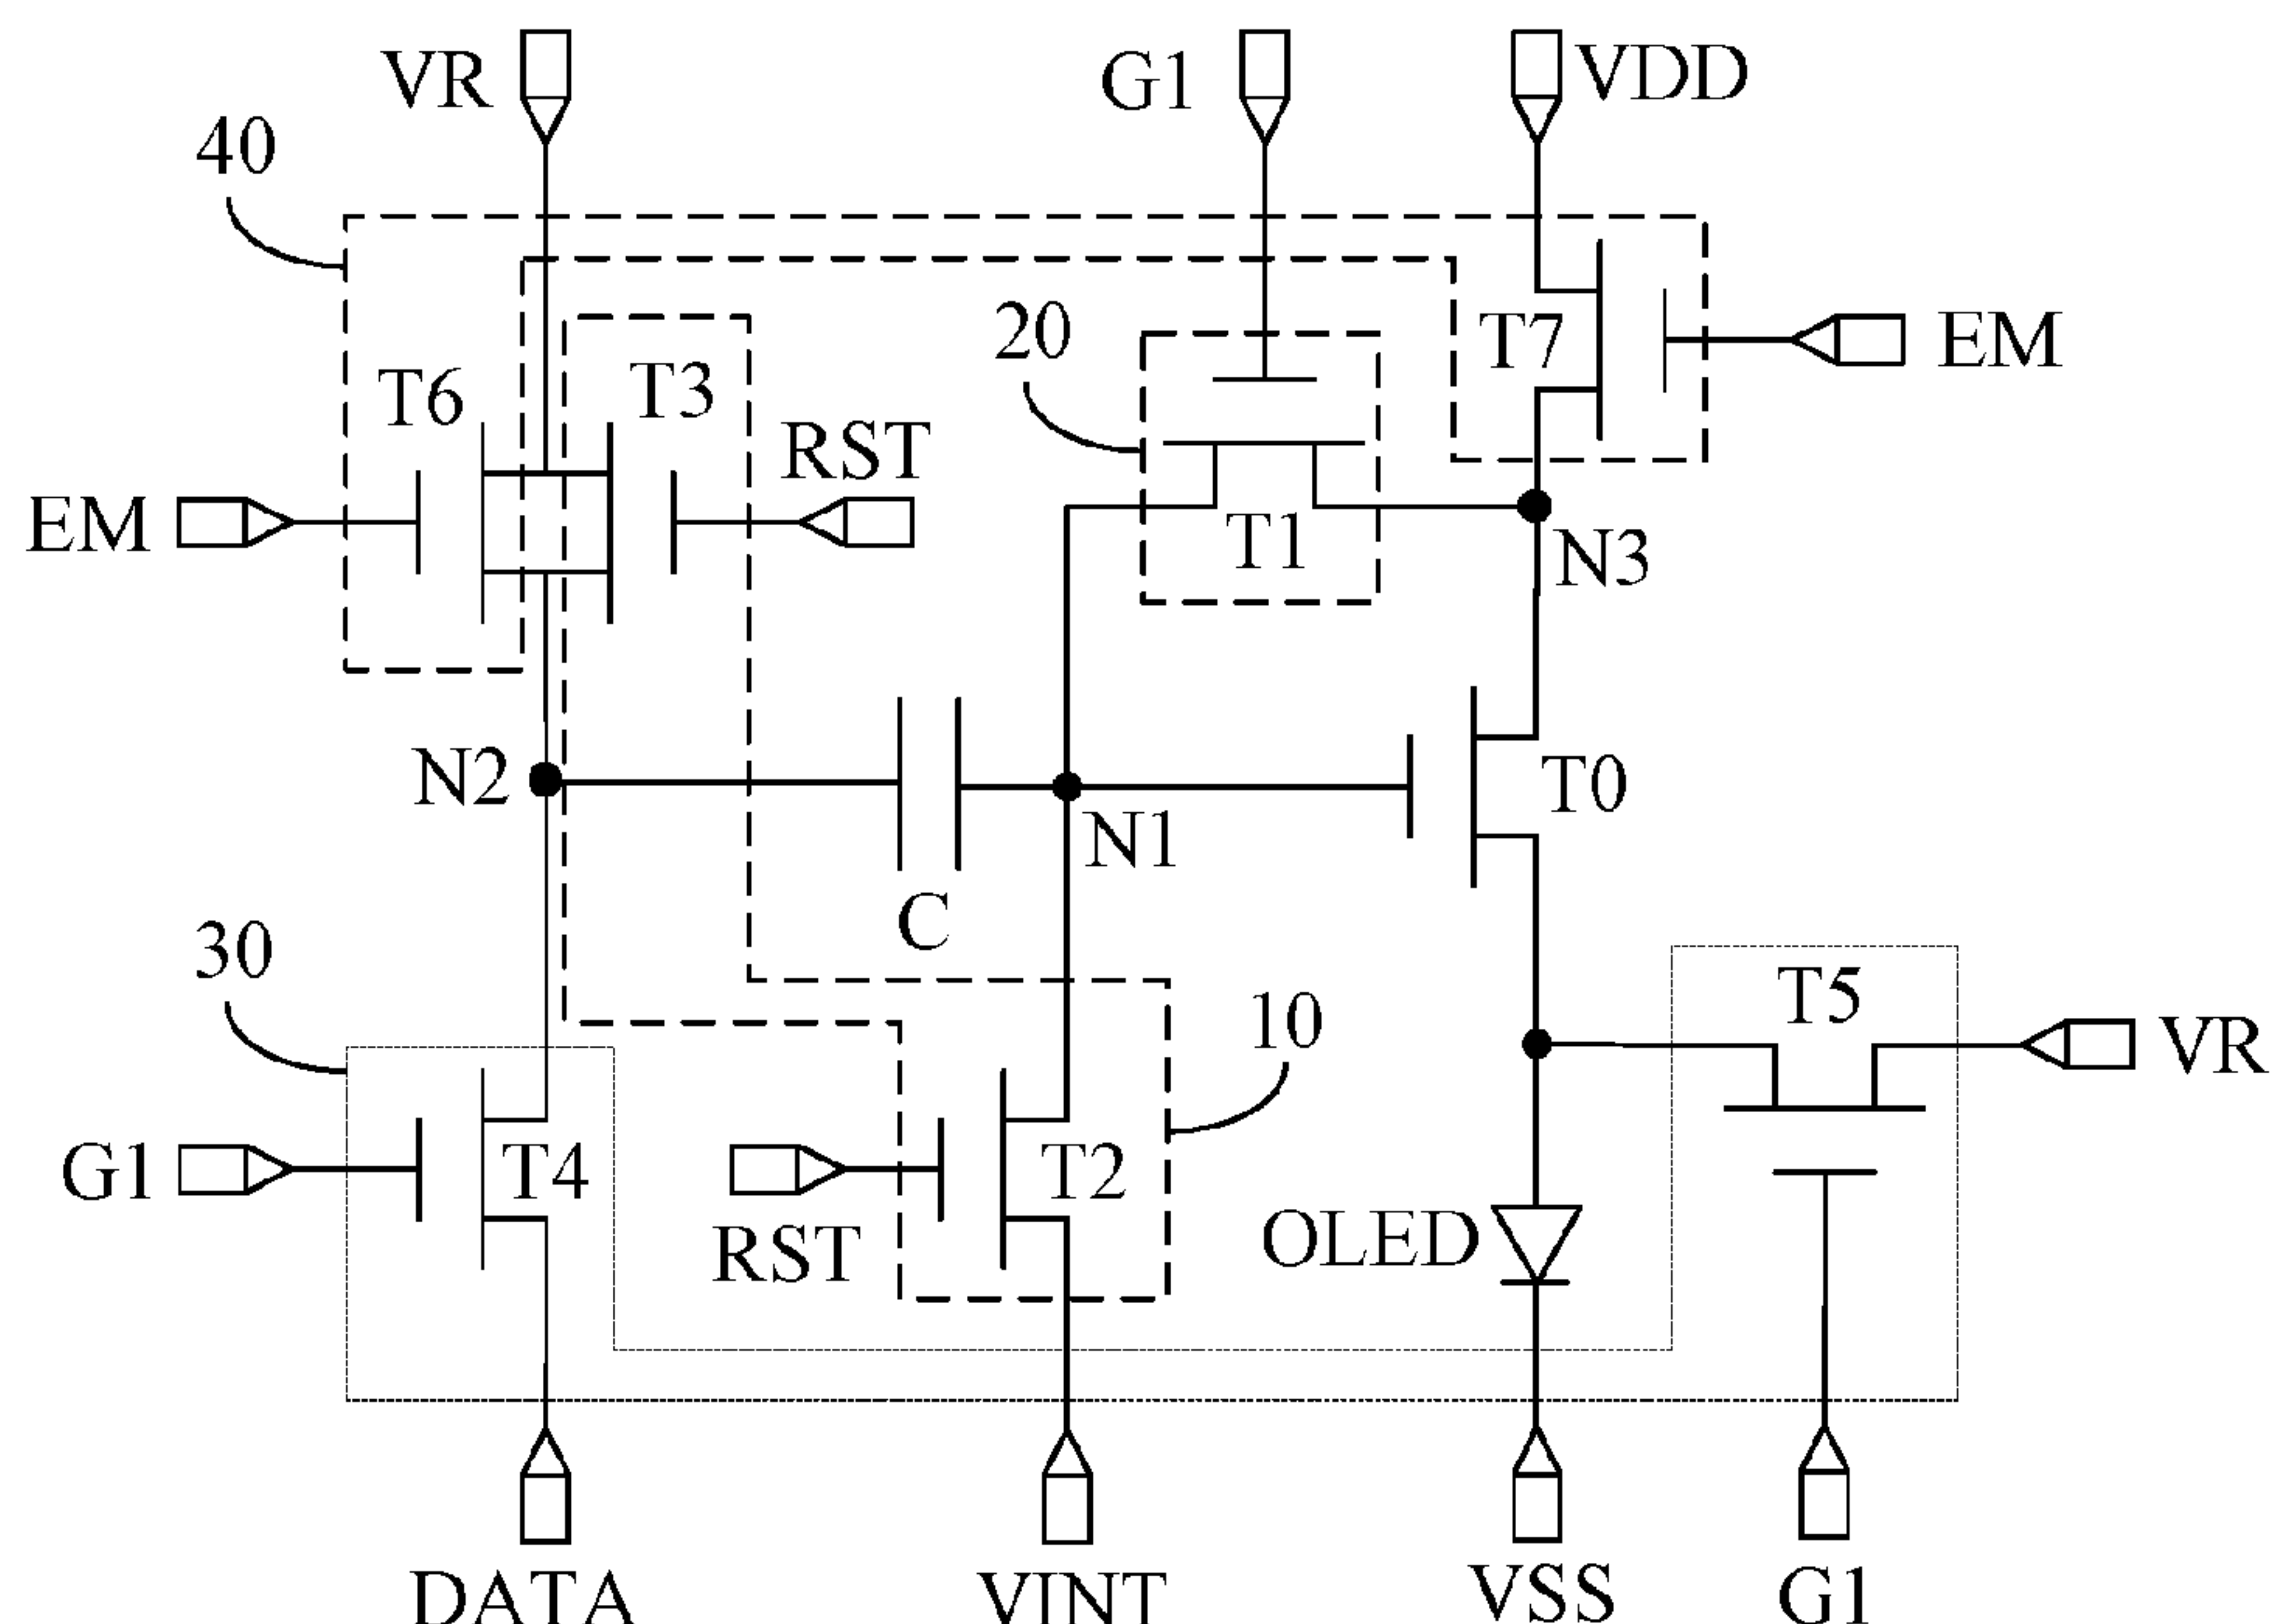 VR
G1
VDD
40
20
T7
EM
T6
T3
RST
EM
T1
N3
N2
N1
T0
C
30
10
T5
VR
G1
T4
T2
RST
OLED
DATA
VINT
VSS
G1